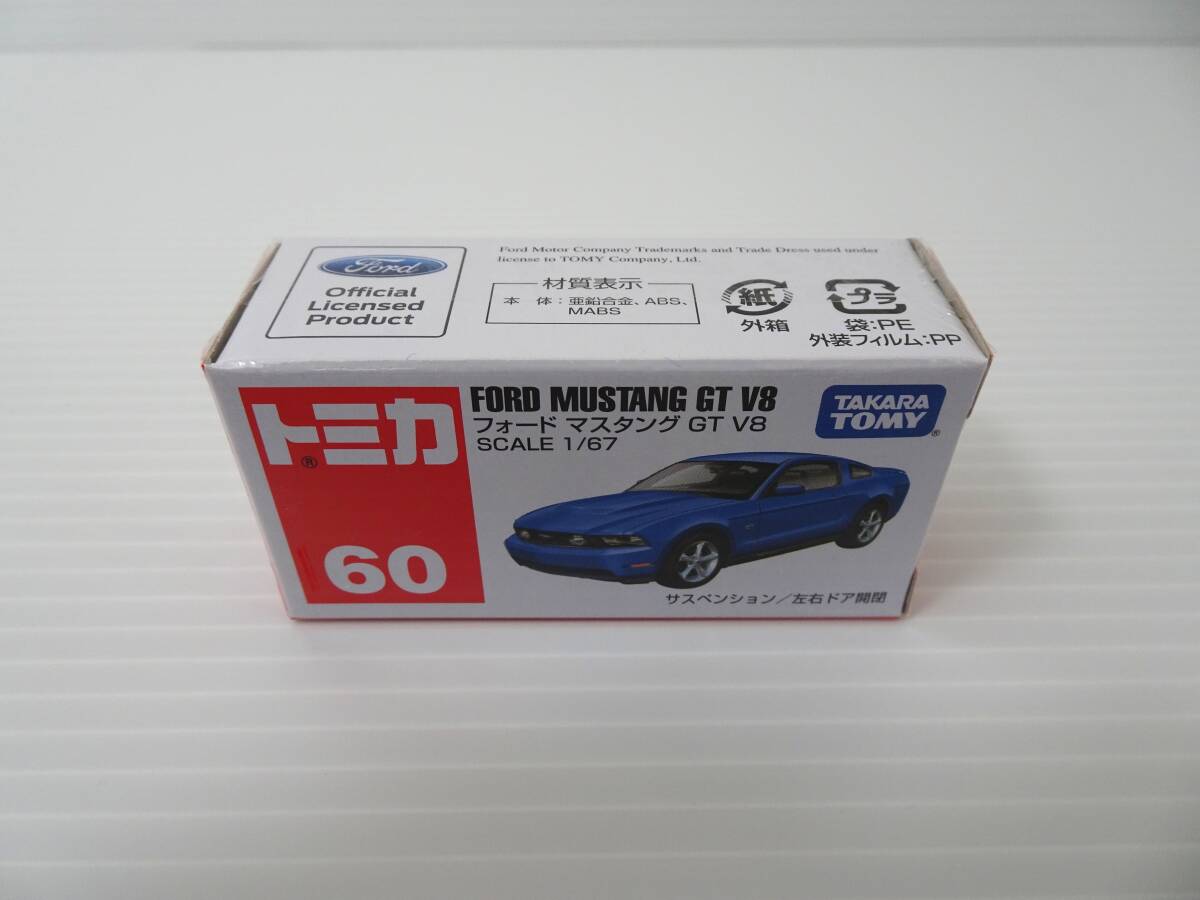 Ford
Official
Licensed
Product
Ford Motor Company Trademarks and Trade Dress used under
license to TOMY Company, Ltd.
材質表示
本 体:亜鉛合金、ABS、
MABS
紙
外箱
プラ
袋:PE
外装フィルム:PP
トミカ®
60
FORD MUSTANG GT V8
フォード マスタング GT V8
SCALE 1/67
TAKARA
TOMY®
サスペンション/左右ドア開閉